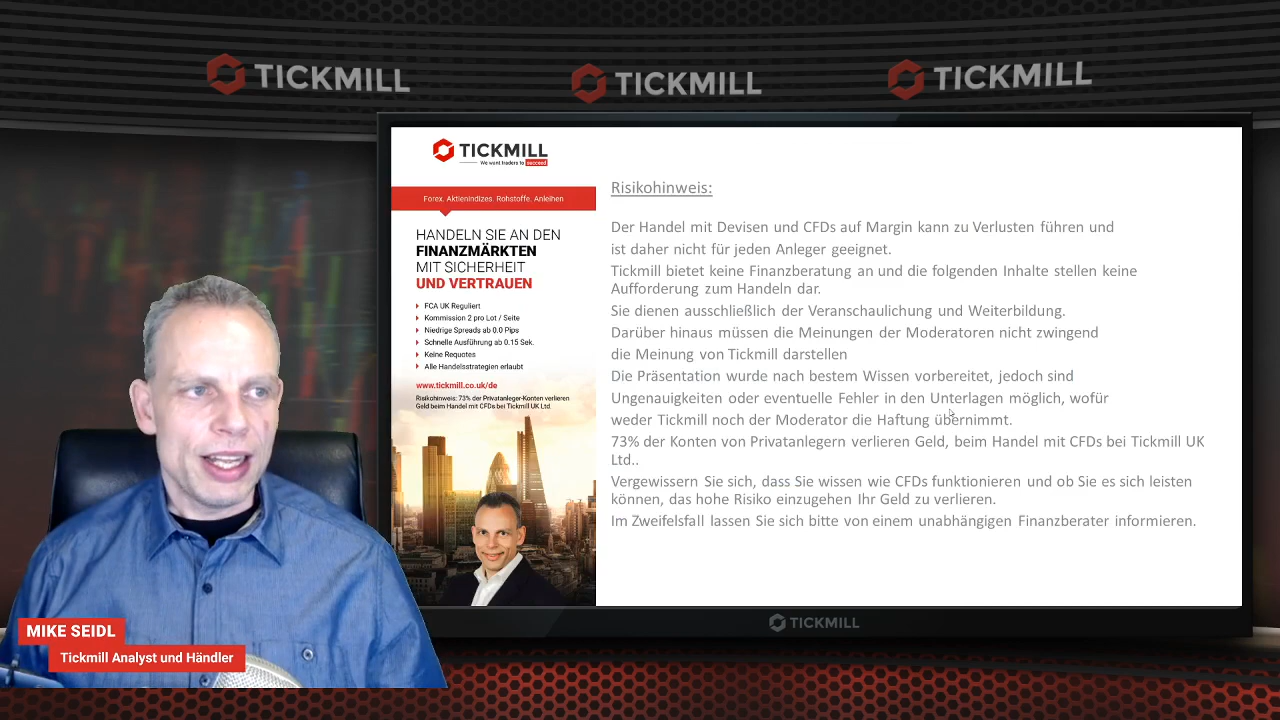 TICKMILL
TICKMILL
TICKMILL
TICKMILL
We want traders to succeed
Forex. Aktienindizes. Rohstoffe. Anleihen
HANDELN SIE AN DEN
FINANZMÄRKTEN
MIT SICHERHEIT
UND VERTRAUEN
FCA UK Reguliert
Kommission 2 pro Lot / Seite
Niedrige Spreads ab 0.0 Pips
Schnelle Ausführung ab 0.15 Sek.
Keine Requotes
Alle Handelsstrategien erlaubt
www.tickmill.co.uk/de
Risikohinweis: 73% der Privatanleger-Konten verlieren
Geld beim Handel mit CFDs bei Tickmill UK Ltd.
Risikohinweis:
Der Handel mit Devisen und CFDs auf Margin kann zu Verlusten führen und
ist daher nicht für jeden Anleger geeignet.
Tickmill bietet keine Finanzberatung an und die folgenden Inhalte stellen keine
Aufforderung zum Handeln dar.
Sie dienen ausschließlich der Veranschaulichung und Weiterbildung.
Darüber hinaus müssen die Meinungen der Moderatoren nicht zwingend
die Meinung von Tickmill darstellen
Die Präsentation wurde nach bestem Wissen vorbereitet, jedoch sind
Ungenauigkeiten oder eventuelle Fehler in den Unterlagen möglich, wofür
weder Tickmill noch der Moderator die Haftung übernimmt.
73% der Konten von Privatanlegern verlieren Geld, beim Handel mit CFDs bei Tickmill UK
Ltd..
Vergewissern Sie sich, dass Sie wissen wie CFDs funktionieren und ob Sie es sich leisten
können, das hohe Risiko einzugehen Ihr Geld zu verlieren.
Im Zweifelsfall lassen Sie sich bitte von einem unabhängigen Finanzberater informieren.
TICKMILL
MIKE SEIDL
Tickmill Analyst und Händler